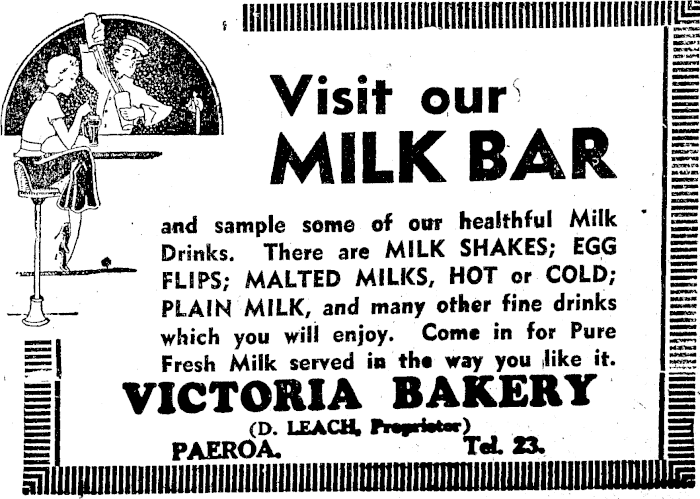 Visit our
MILK BAR
and sample some of our healthful Milk
Drinks. There are MILK SHAKES; EGG
FLIPS; MALTED MILKS, HOT or COLD;
PLAIN MILK, and many other fine drinks
which you will enjoy. Come in for Pure
Fresh Milk served in the way you like it.
VICTORIA BAKERY
(D. LEACH, Proprietor)
PAEROA. Tel. 23.